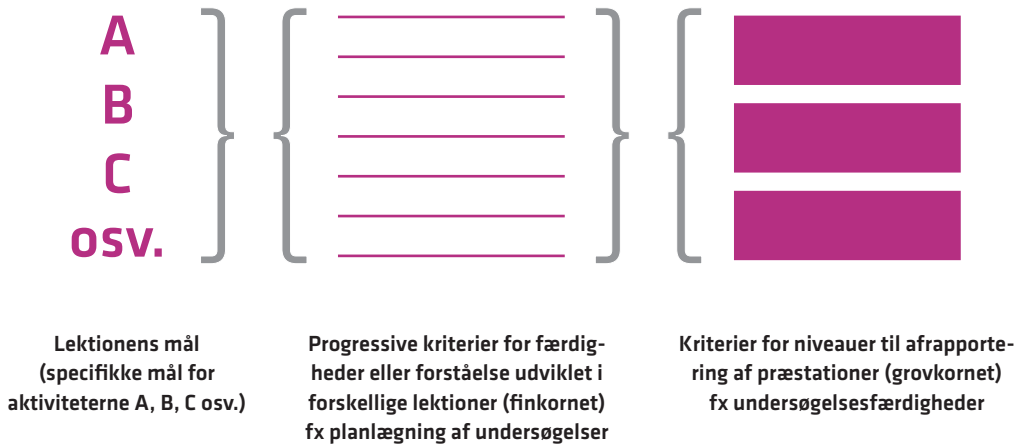 A
B
C
osv.
Lektionens mål
(specifikke mål for
aktiviteterne A, B, C osv.)
Progressive kriterier for færdig-
heder eller forståelse udviklet i
forskellige lektioner (finkornet)
fx planlægning af undersøgelser
Kriterier for niveauer til afrapporte-
ring af præstationer (grovkornet)
fx undersøgelsesfærdigheder